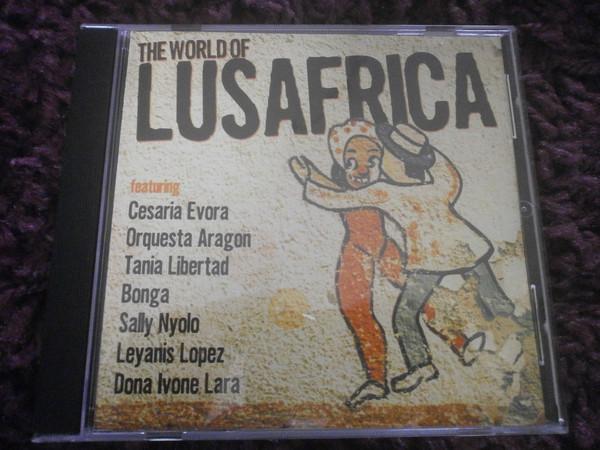 THE WORLD OF
LUSAFRICA
featuring
Cesaria Evora
Orquesta Aragon
Tania Libertad
Bonga
Sally Nyolo
Leyanis Lopez
Dona Ivone Lara